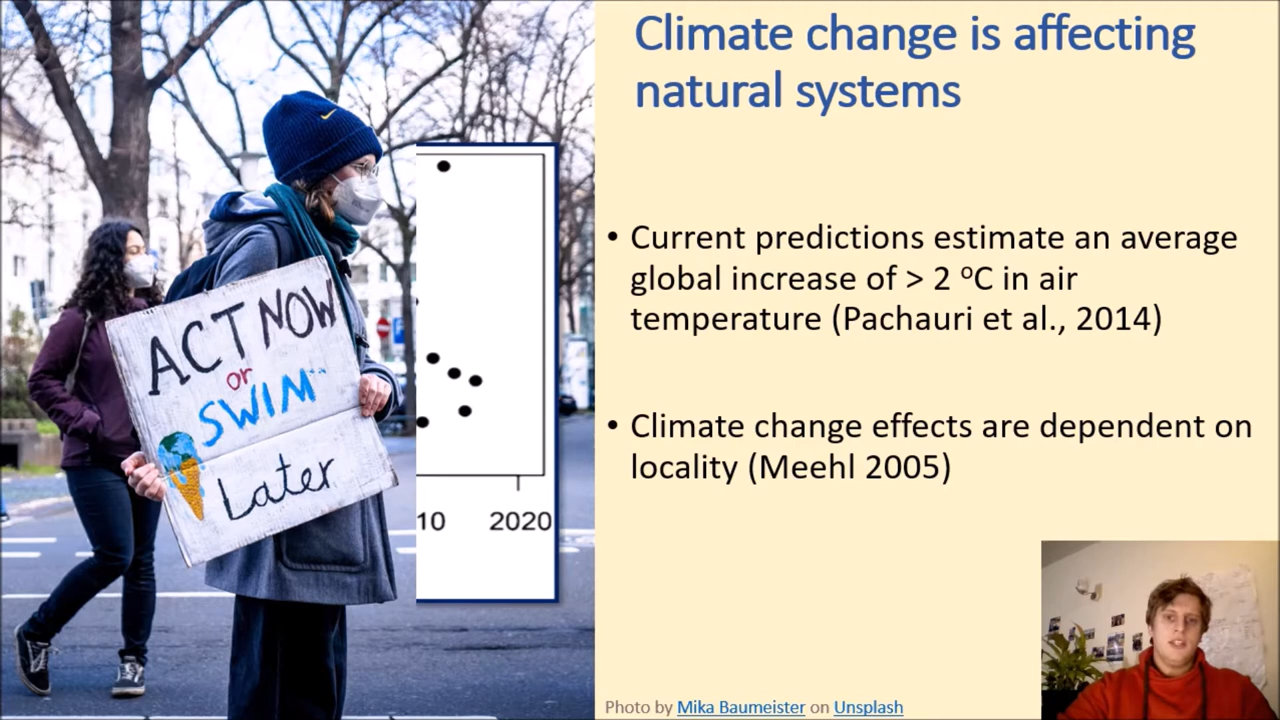 Climate change is affecting
natural systems
ACT NOW
or
SWIM
Later
10
2020
• Current predictions estimate an average
global increase of > 2 ºC in air
temperature (Pachauri et al., 2014)
• Climate change effects are dependent on
locality (Meehl 2005)
Photo by Mika Baumeister on Unsplash